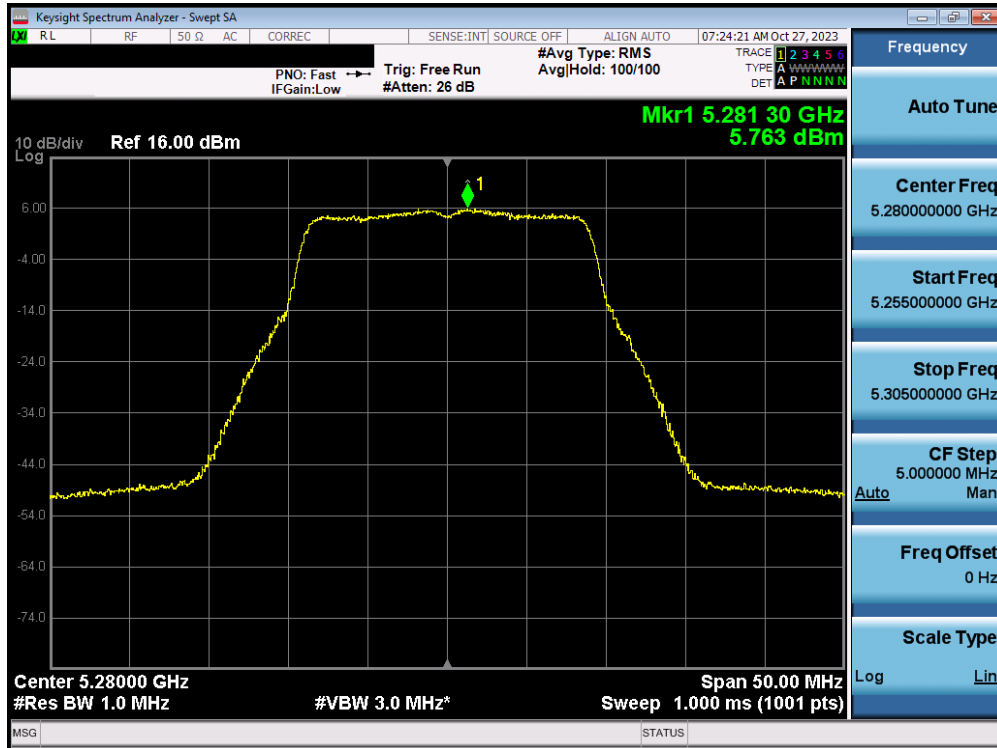 Keysight Spectrum Analyzer - Swept SA
LXI RL RF 50 Ω AC CORREC SENSE:INT SOURCE OFF ALIGN AUTO 07:24:21 AM Oct 27, 2023
PNO: Fast Trig: Free Run #Avg Type: RMS TRACE 1 2 3 4 5 6
IFGain:Low #Atten: 26 dB Avg|Hold: 100/100 TYPE A WWWWW
DET A P N N N N
Mkr1 5.281 30 GHz
5.763 dBm
10 dB/div Ref 16.00 dBm
Log
1
6.00
-4.00
-14.0
-24.0
-34.0
-44.0
-54.0
-64.0
-74.0
Center 5.28000 GHz Span 50.00 MHz
#Res BW 1.0 MHz #VBW 3.0 MHz* Sweep 1.000 ms (1001 pts)
MSG STATUS
Frequency
Auto Tune
Center Freq
5.280000000 GHz
Start Freq
5.255000000 GHz
Stop Freq
5.305000000 GHz
CF Step
5.000000 MHz
Auto Man
Freq Offset
0 Hz
Scale Type
Log Lin